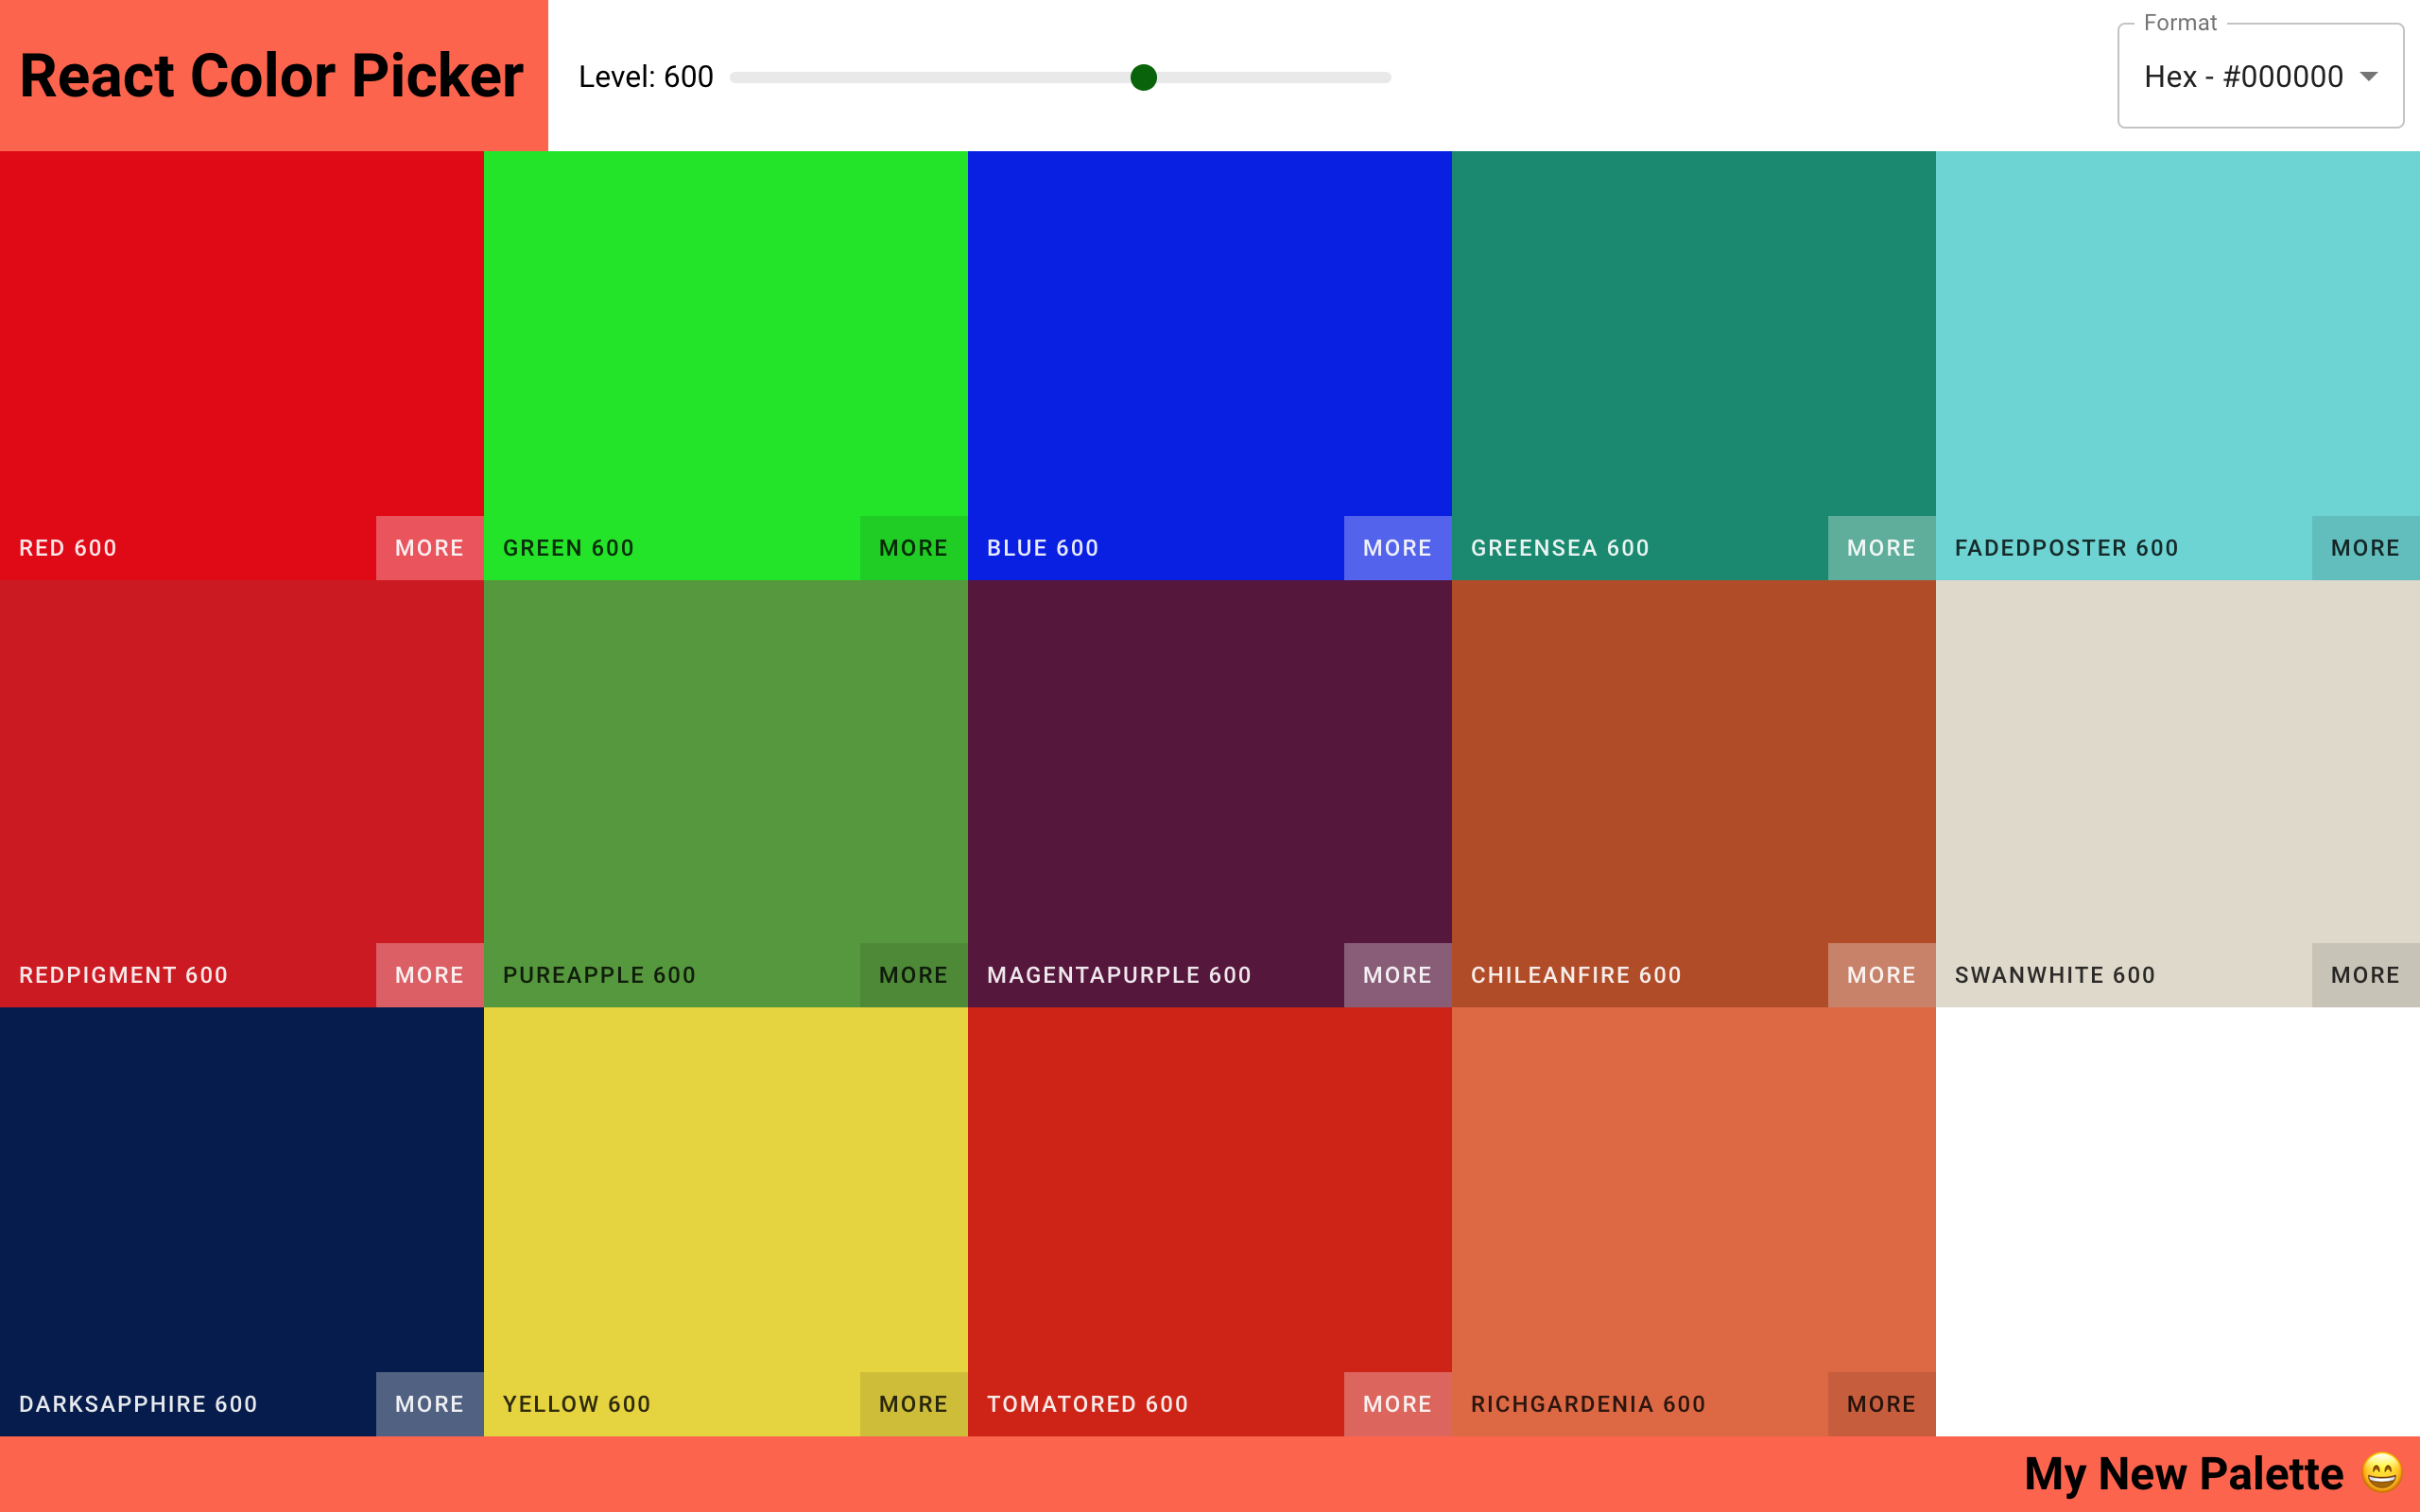 React Color Picker
Level: 600
Format
Hex - #000000
RED 600 MORE
GREEN 600 MORE
BLUE 600 MORE
GREENSEA 600 MORE
FADEDPOSTER 600 MORE
REDPIGMENT 600 MORE
PUREAPPLE 600 MORE
MAGENTAPURPLE 600 MORE
CHILEANFIRE 600 MORE
SWANWHITE 600 MORE
DARKSAPPHIRE 600 MORE
YELLOW 600 MORE
TOMATORED 600 MORE
RICHGARDENIA 600 MORE
My New Palette 😄